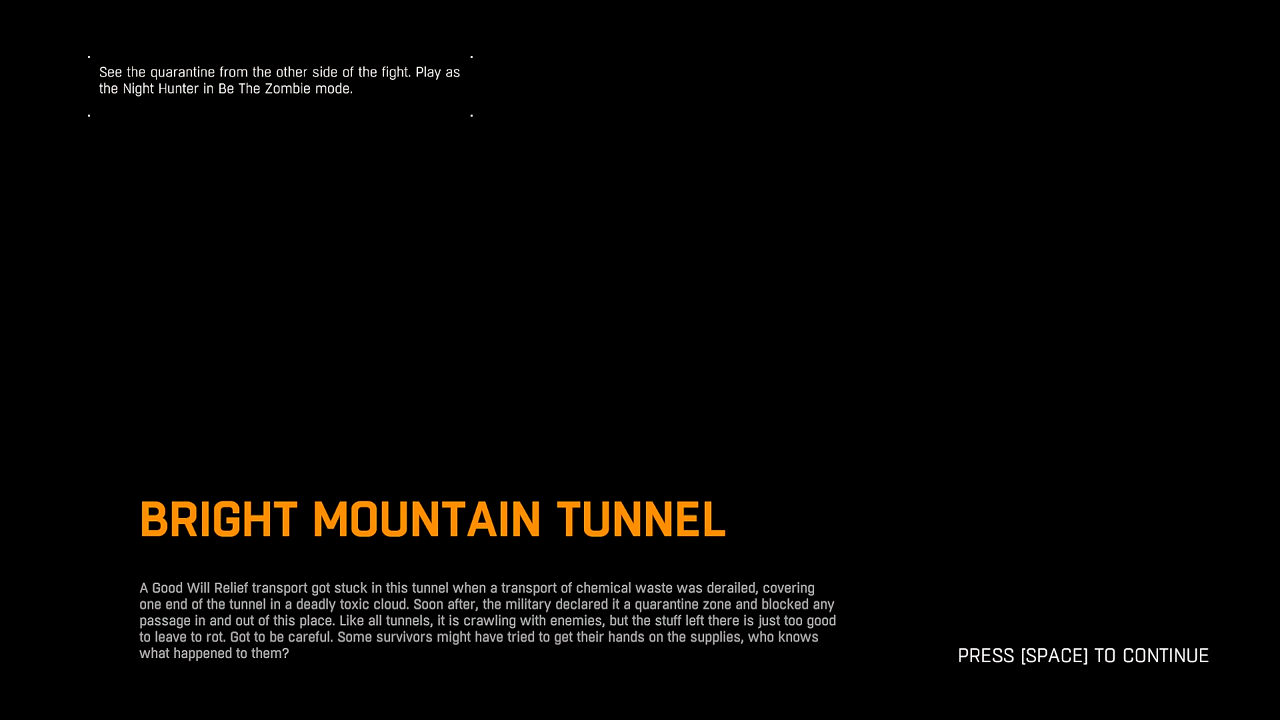 See the quarantine from the other side of the fight. Play as
the Night Hunter in Be The Zombie mode.
BRIGHT MOUNTAIN TUNNEL
A Good Will Relief transport got stuck in this tunnel when a transport of chemical waste was derailed, covering
one end of the tunnel in a deadly toxic cloud. Soon after, the military declared it a quarantine zone and blocked any
passage in and out of this place. Like all tunnels, it is crawling with enemies, but the stuff left there is just too good
to leave to rot. Got to be careful. Some survivors might have tried to get their hands on the supplies, who knows
what happened to them?
PRESS [SPACE] TO CONTINUE